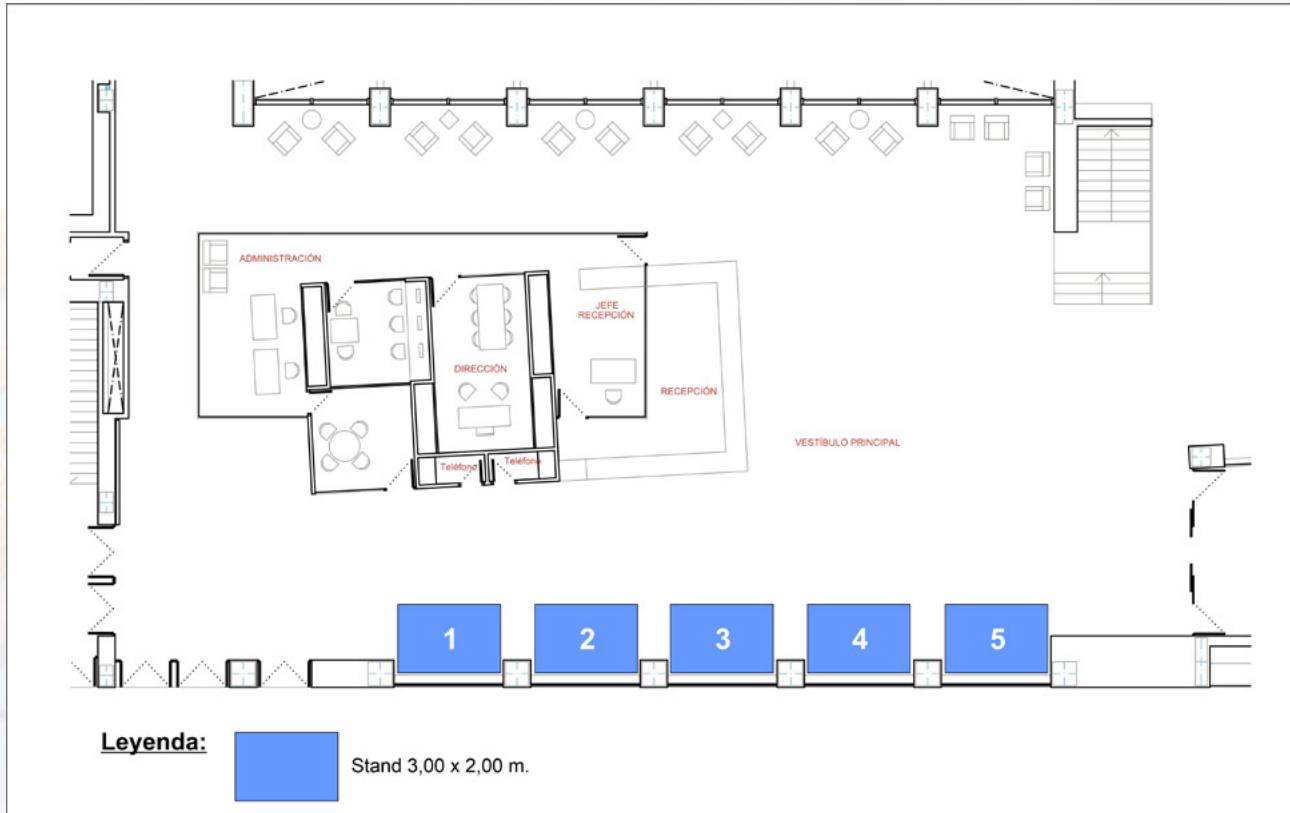 ADMINISTRACIÓN
JEFE
RECEPCIÓN
DIRECCIÓN
RECEPCIÓN
VESTÍBULO PRINCIPAL
Teléfono
Teléfono
1
2
3
4
5
Leyenda:
Stand 3,00 x 2,00 m.